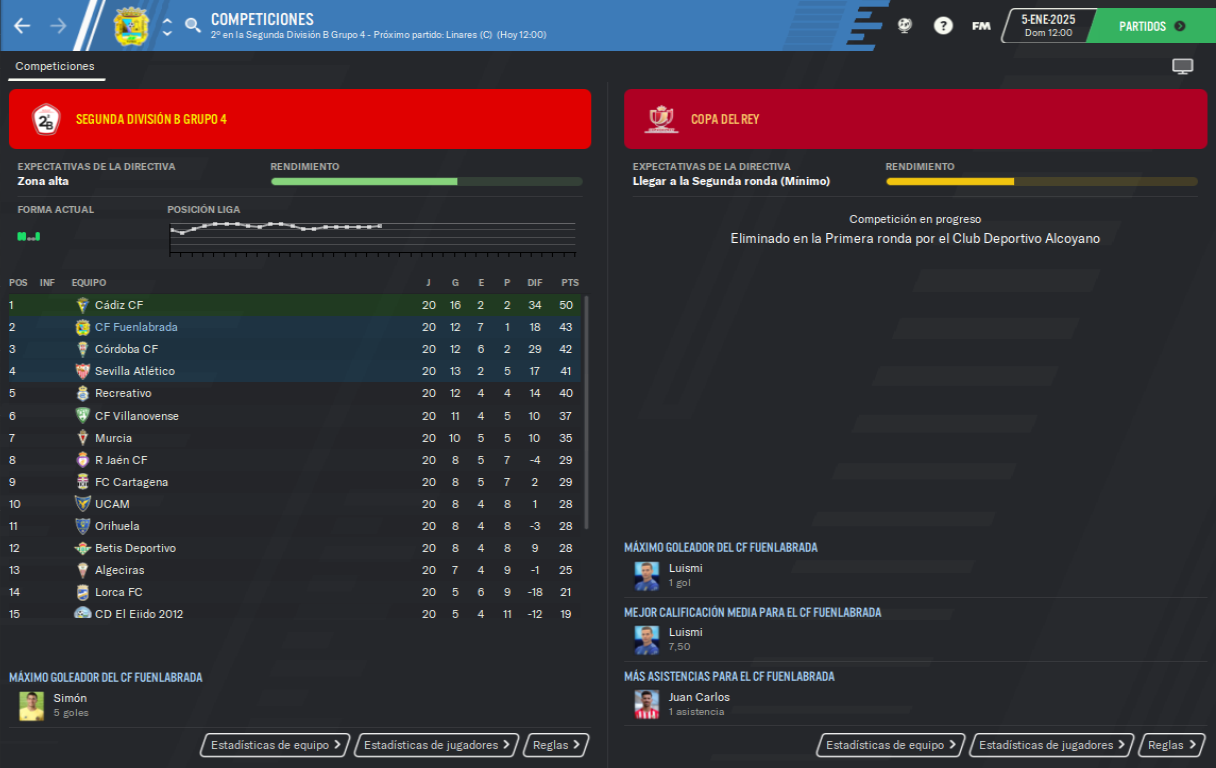 COMPETICIONES
2º en la Segunda División B Grupo 4 - Próximo partido: Linares (C) (Hoy 12:00)
?
FM
5-ENE-2025
Dom 12:00
PARTIDOS
Competiciones
2ªB
SEGUNDA DIVISIÓN B GRUPO 4
EXPECTATIVAS DE LA DIRECTIVA RENDIMIENTO
Zona alta
FORMA ACTUAL POSICIÓN LIGA
POS INF EQUIPO J G E P DIF PTS
1 Cádiz CF 20 16 2 2 34 50
2 CF Fuenlabrada 20 12 7 1 18 43
3 Córdoba CF 20 12 6 2 29 42
4 Sevilla Atlético 20 13 2 5 17 41
5 Recreativo 20 12 4 4 14 40
6 CF Villanovense 20 11 4 5 10 37
7 Murcia 20 10 5 5 10 35
8 R Jaén CF 20 8 5 7 -4 29
9 FC Cartagena 20 8 5 7 2 29
10 UCAM 20 8 4 8 1 28
11 Orihuela 20 8 4 8 -3 28
12 Betis Deportivo 20 8 4 8 9 28
13 Algeciras 20 7 4 9 -1 25
14 Lorca FC 20 5 6 9 -18 21
15 CD El Ejido 2012 20 5 4 11 -12 19
MÁXIMO GOLEADOR DEL CF FUENLABRADA
Simón
5 goles
Estadísticas de equipo Estadísticas de jugadores Reglas
COPA DEL REY
EXPECTATIVAS DE LA DIRECTIVA RENDIMIENTO
Llegar a la Segunda ronda (Mínimo)
Competición en progreso
Eliminado en la Primera ronda por el Club Deportivo Alcoyano
MÁXIMO GOLEADOR DEL CF FUENLABRADA
Luismi
1 gol
MEJOR CALIFICACIÓN MEDIA PARA EL CF FUENLABRADA
Luismi
7,50
MÁS ASISTENCIAS PARA EL CF FUENLABRADA
Juan Carlos
1 asistencia
Estadísticas de equipo Estadísticas de jugadores Reglas